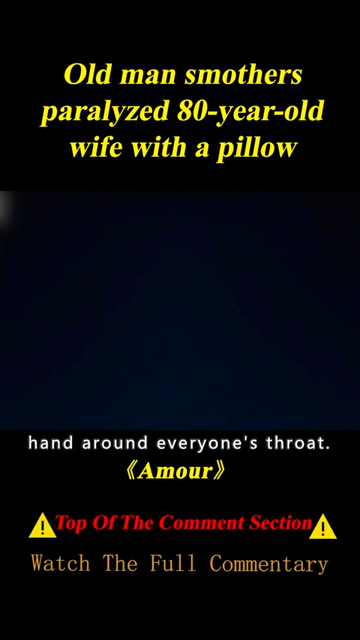 Old man smothers
paralyzed 80-year-old
wife with a pillow
hand around everyone's throat.
《Amour》
Top Of The Comment Section
Watch The Full Commentary